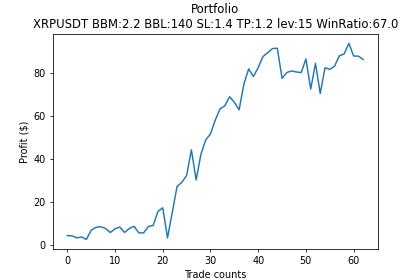 Portfolio
XRPUSDT BBM:2.2 BBL:140 SL:1.4 TP:1.2 lev:15 WinRatio:67.0
80
60
40
20
0
Profit ($)
0 10 20 30 40 50 60
Trade counts